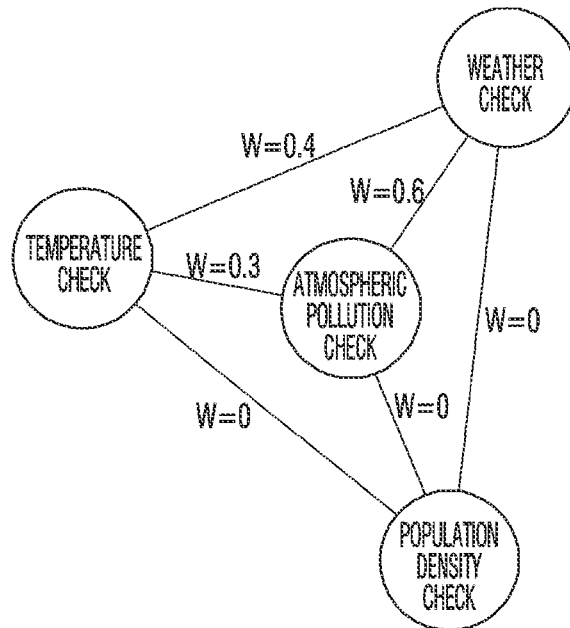 WEATHER
CHECK
W=0.4
W=0.6
TEMPERATURE
CHECK
W=0.3
ATMOSPHERIC
POLLUTION
CHECK
W=0
W=0
W=0
POPULATION
DENSITY
CHECK